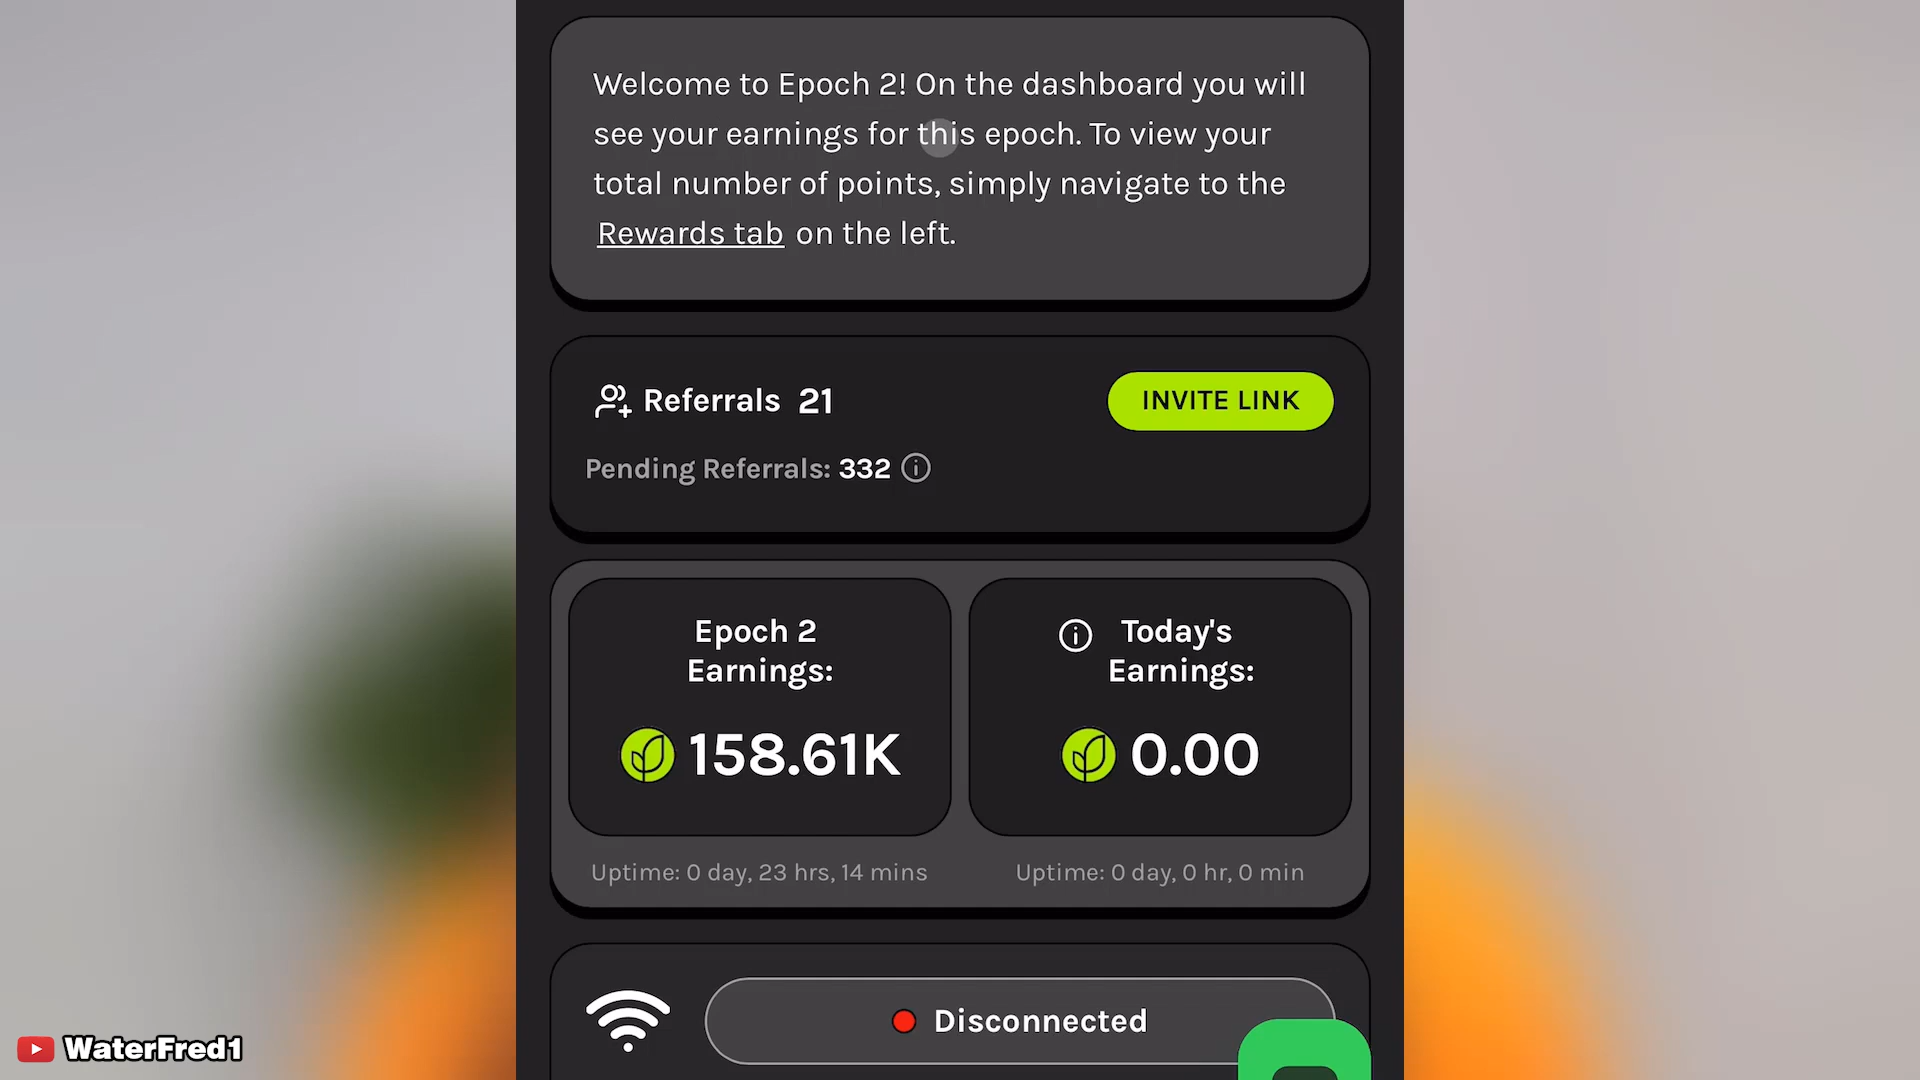 Welcome to Epoch 2! On the dashboard you will
see your earnings for this epoch. To view your
total number of points, simply navigate to the
Rewards tab on the left.
Referrals 21
INVITE LINK
Pending Referrals: 332
Epoch 2
Earnings:
158.61K
Uptime: 0 day, 23 hrs, 14 mins
Today's
Earnings:
0.00
Uptime: 0 day, 0 hr, 0 min
Disconnected
WaterFred1